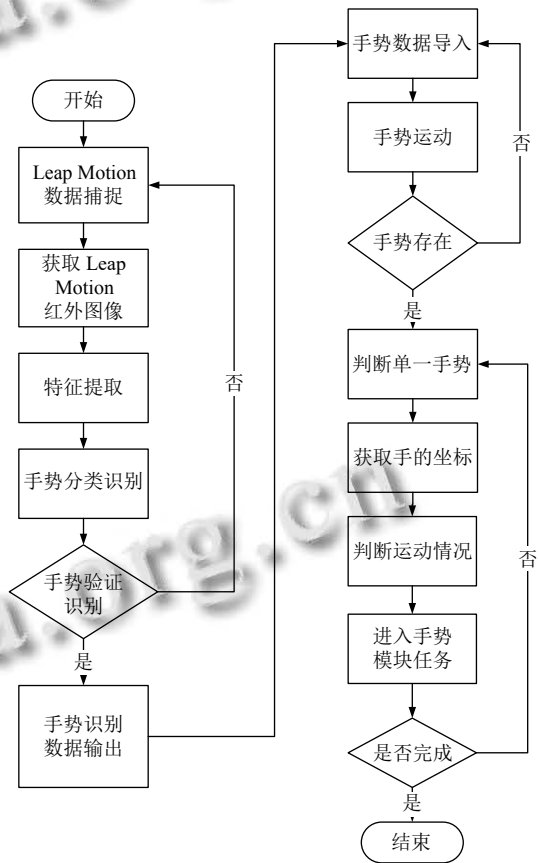 开始
Leap Motion
数据捕捉
获取 Leap
Motion
红外图像
特征提取
手势分类识别
手势验证
识别
否
是
手势识别
数据输出
手势数据导入
手势运动
手势存在
否
是
判断单一手势
获取手的坐标
判断运动情况
进入手势
模块任务
是否完成
否
是
结束
.org.cn